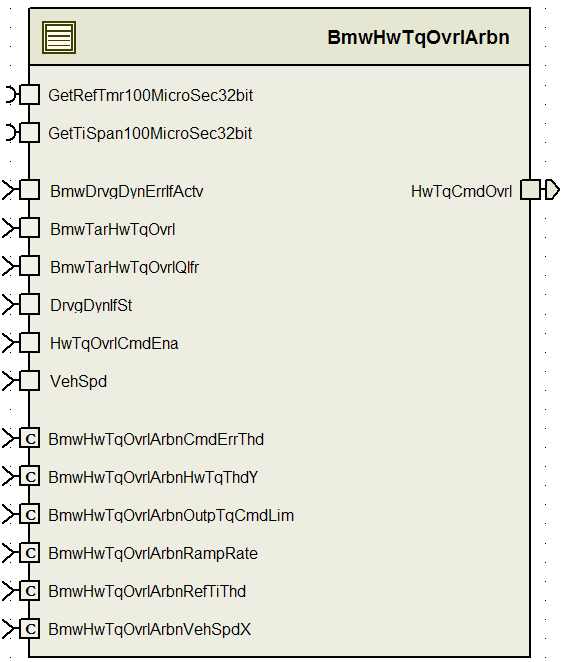 BmwHwTqOvrlArbn
GetRefTmr100MicroSec32bit
GetTiSpan100MicroSec32bit
BmwDrvgDynErrIfActv
HwTqCmdOvrl
BmwTarHwTqOvrl
BmwTarHwTqOvrlQlfr
DrvgDynIfSt
HwTqOvrlCmdEna
VehSpd
C BmwHwTqOvrlArbnCmdErrThd
C BmwHwTqOvrlArbnHwTqThdY
C BmwHwTqOvrlArbnOutpTqCmdLim
C BmwHwTqOvrlArbnRampRate
C BmwHwTqOvrlArbnRefTiThd
C BmwHwTqOvrlArbnVehSpdX